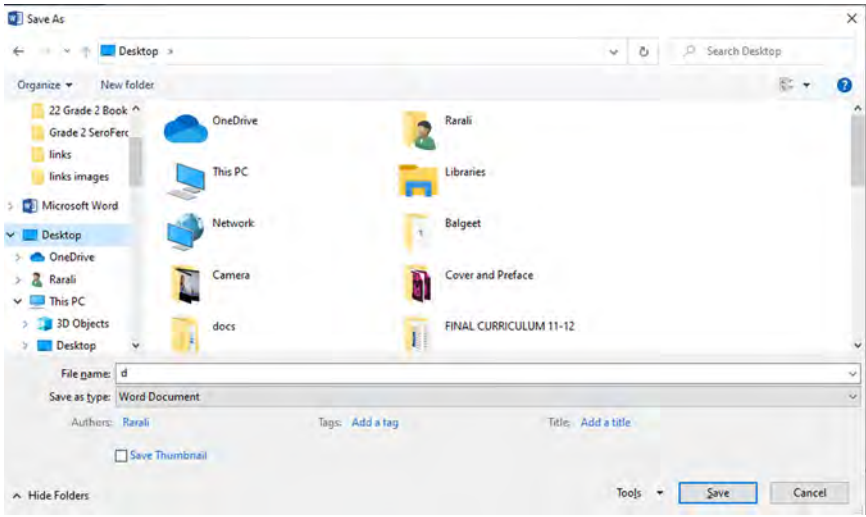 Save As
Desktop
Search Desktop
Organize
New folder
22 Grade 2 Book
Grade 2 SeroFerc
links
links images
Microsoft Word
Desktop
OneDrive
Rarali
This PC
3D Objects
Desktop
OneDrive
Rarali
This PC
Libraries
Network
Balgeet
Camera
Cover and Preface
docs
FINAL CURRICULUM 11-12
File name: d
Save as type: Word Document
Authors: Rarali
Tags: Add a tag
Title: Add a title
Save Thumbnail
Hide Folders
Tools
Save
Cancel